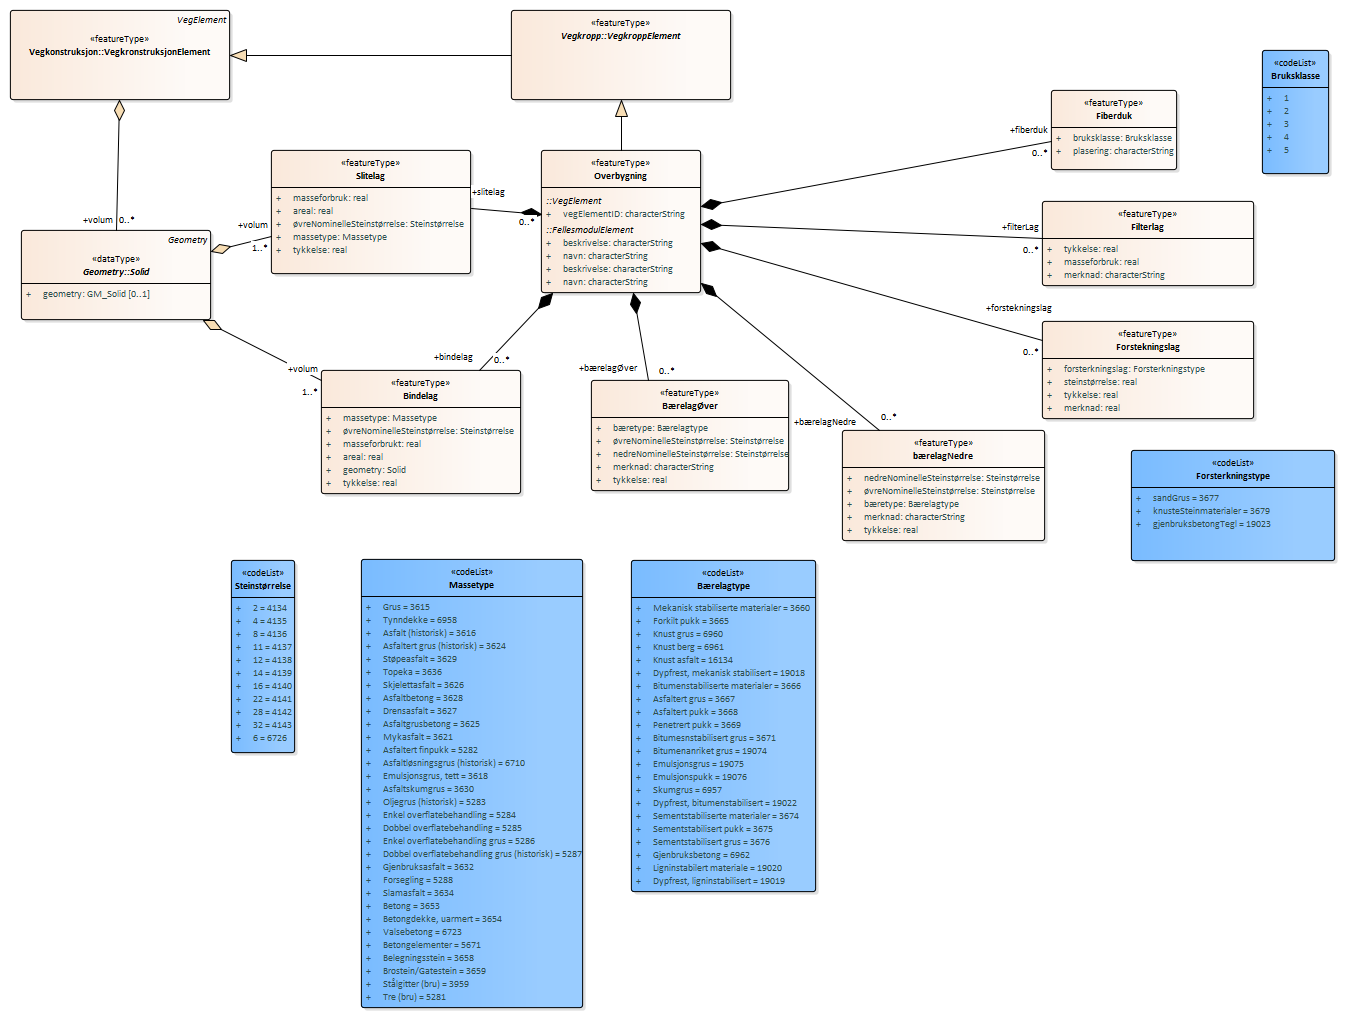 VegElement
«featureType»
Vegkonstruksjon::VegkronstruksjonElement
«featureType»
Vegkropp::VegkroppElement
«codeList»
Bruksklasse
+ 1
+ 2
+ 3
+ 4
+ 5
«featureType»
Fiberduk
+ bruksklasse: Bruksklasse
+ plasering: characterString
+fiberduk
0..*
«featureType»
Slitelag
+ masseforbruk: real
+ areal: real
+ øvreNominelleSteinstørrelse: Steinstørrelse
+ massetype: Massetype
+ tykkelse: real
+slitelag
0..*
«featureType»
Overbygning
::VegElement
+ vegElementID: characterString
::FellesmodulElement
+ beskrivelse: characterString
+ navn: characterString
+ beskrivelse: characterString
+ navn: characterString
+volum 0..*
+volum
1..*
Geometry
«dataType»
Geometry::Solid
+ geometry: GM_Solid [0..1]
«featureType»
Filterlag
+ tykkelse: real
+ masseforbruk: real
+ merknad: characterString
+filterLag
0..*
+forstekningslag
0..*
«featureType»
Forstekningslag
+ forsterkningslag: Forsterkningstype
+ steinstørrelse: real
+ tykkelse: real
+ merknad: real
+volum
1..*
+bindelag
0..*
«featureType»
Bindelag
+ massetype: Massetype
+ øvreNominelleSteinstørrelse: Steinstørrelse
+ masseforbrukt: real
+ areal: real
+ geometry: Solid
+ tykkelse: real
+bærelagØver
0..*
«featureType»
BærelagØver
+ bæretype: Bærelagtype
+ øvreNominelleSteinstørrelse: Steinstørrelse
+ nedreNominelleSteinstørrelse: Steinstørrelse
+ merknad: characterString
+ tykkelse: real
+bærelagNedre
0..*
«featureType»
bærelagNedre
+ nedreNominelleSteinstørrelse: Steinstørrelse
+ øvreNominelleSteinstørrelse: Steinstørrelse
+ bæretype: Bærelagtype
+ merknad: characterString
+ tykkelse: real
«codeList»
Forsterkningstype
+ sandGrus = 3677
+ knusteSteinmaterialer = 3679
+ gjenbruksbetongTegl = 19023
«codeList»
Steinstørrelse
+ 2 = 4134
+ 4 = 4135
+ 8 = 4136
+ 11 = 4137
+ 12 = 4138
+ 14 = 4139
+ 16 = 4140
+ 22 = 4141
+ 28 = 4142
+ 32 = 4143
+ 6 = 6726
«codeList»
Massetype
+ Grus = 3615
+ Tynndekke = 6958
+ Asfalt (historisk) = 3616
+ Asfaltert grus (historisk) = 3624
+ Støpeasfalt = 3629
+ Topeka = 3636
+ Skjelettasfalt = 3626
+ Asfaltbetong = 3628
+ Drensasfalt = 3627
+ Asfaltgrusbetong = 3625
+ Mykasfalt = 3621
+ Asfaltert finpukk = 5282
+ Asfaltløsningsgrus (historisk) = 6710
+ Emulsjonsgrus, tett = 3618
+ Asfaltskumgrus = 3630
+ Oljegrus (historisk) = 5283
+ Enkel overflatebehandling = 5284
+ Dobbel overflatebehandling = 5285
+ Enkel overflatebehandling grus = 5286
+ Dobbel overflatebehandling grus (historisk) = 5287
+ Gjenbruksasfalt = 3632
+ Forsegling = 5288
+ Slamasfalt = 3634
+ Betong = 3653
+ Betongdekke, uarmert = 3654
+ Valsebetong = 6723
+ Betongelementer = 5671
+ Belegningsstein = 3658
+ Brostein/Gatestein = 3659
+ Stålgitter (bru) = 3959
+ Tre (bru) = 5281
«codeList»
Bærelagtype
+ Mekanisk stabiliserte materialer = 3660
+ Forkilt pukk = 3665
+ Knust grus = 6960
+ Knust berg = 6961
+ Knust asfalt = 16134
+ Dypfrest, mekanisk stabilisert = 19018
+ Bitumenstabiliserte materialer = 3666
+ Asfaltert grus = 3667
+ Asfaltert pukk = 3668
+ Penetrert pukk = 3669
+ Bitumesnstabilisert grus = 3671
+ Bitumenanriket grus = 19074
+ Emulsjonsgrus = 19075
+ Emulsjonspukk = 19076
+ Skumgrus = 6957
+ Dypfrest, bitumenstabilisert = 19022
+ Sementstabiliserte materialer = 3674
+ Sementstabilisert pukk = 3675
+ Sementstabilisert grus = 3676
+ Gjenbruksbetong = 6962
+ Ligninstabilert materiale = 19020
+ Dypfrest, ligninstabilisert = 19019